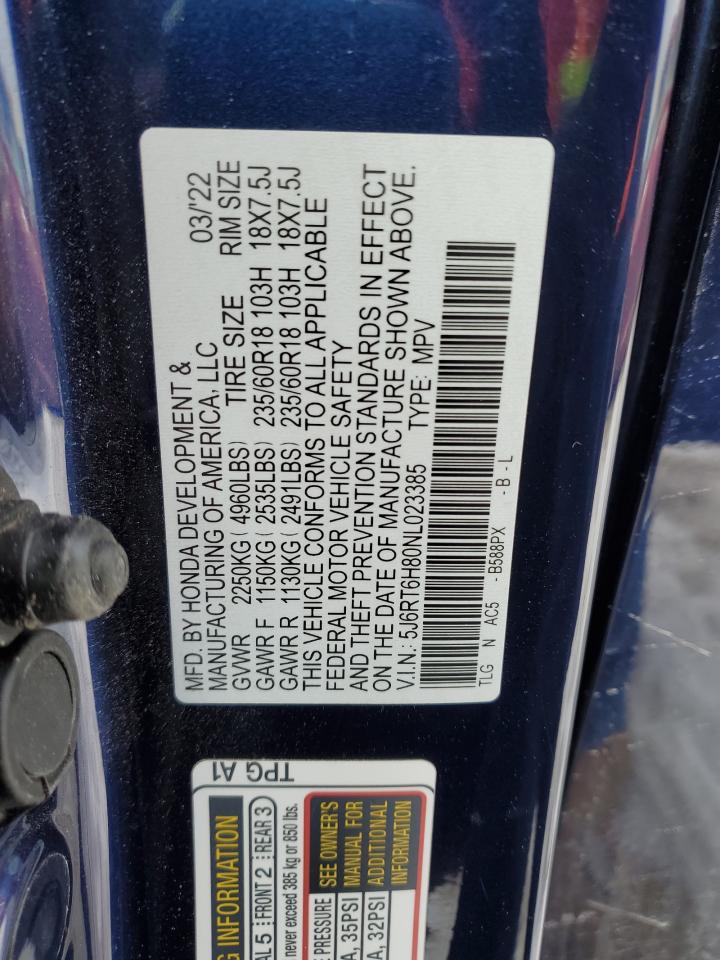 MFD. BY HONDA DEVELOPMENT &
MANUFACTURING OF AMERICA, LLC 03/'22
GVWR 2250KG( 4960LBS) TIRE SIZE RIM SIZE
GAWR F 1150KG( 2535LBS) 235/60R18 103H 18X7.5J
GAWR R 1130KG( 2491LBS) 235/60R18 103H 18X7.5J
THIS VEHICLE CONFORMS TO ALL APPLICABLE
FEDERAL MOTOR VEHICLE SAFETY
AND THEFT PREVENTION STANDARDS IN EFFECT
ON THE DATE OF MANUFACTURE SHOWN ABOVE.
V.I.N.: 5J6RT6H80NL023385 TYPE: MPV
TLG N AC5 -B588PX -B-L
TPG A1
INFORMATION
5 FRONT 2 REAR 3
never exceed 385 kg or 850 lbs.
PRESSURE SEE OWNER'S
35PSI MANUAL FOR
32PSI ADDITIONAL
INFORMATION